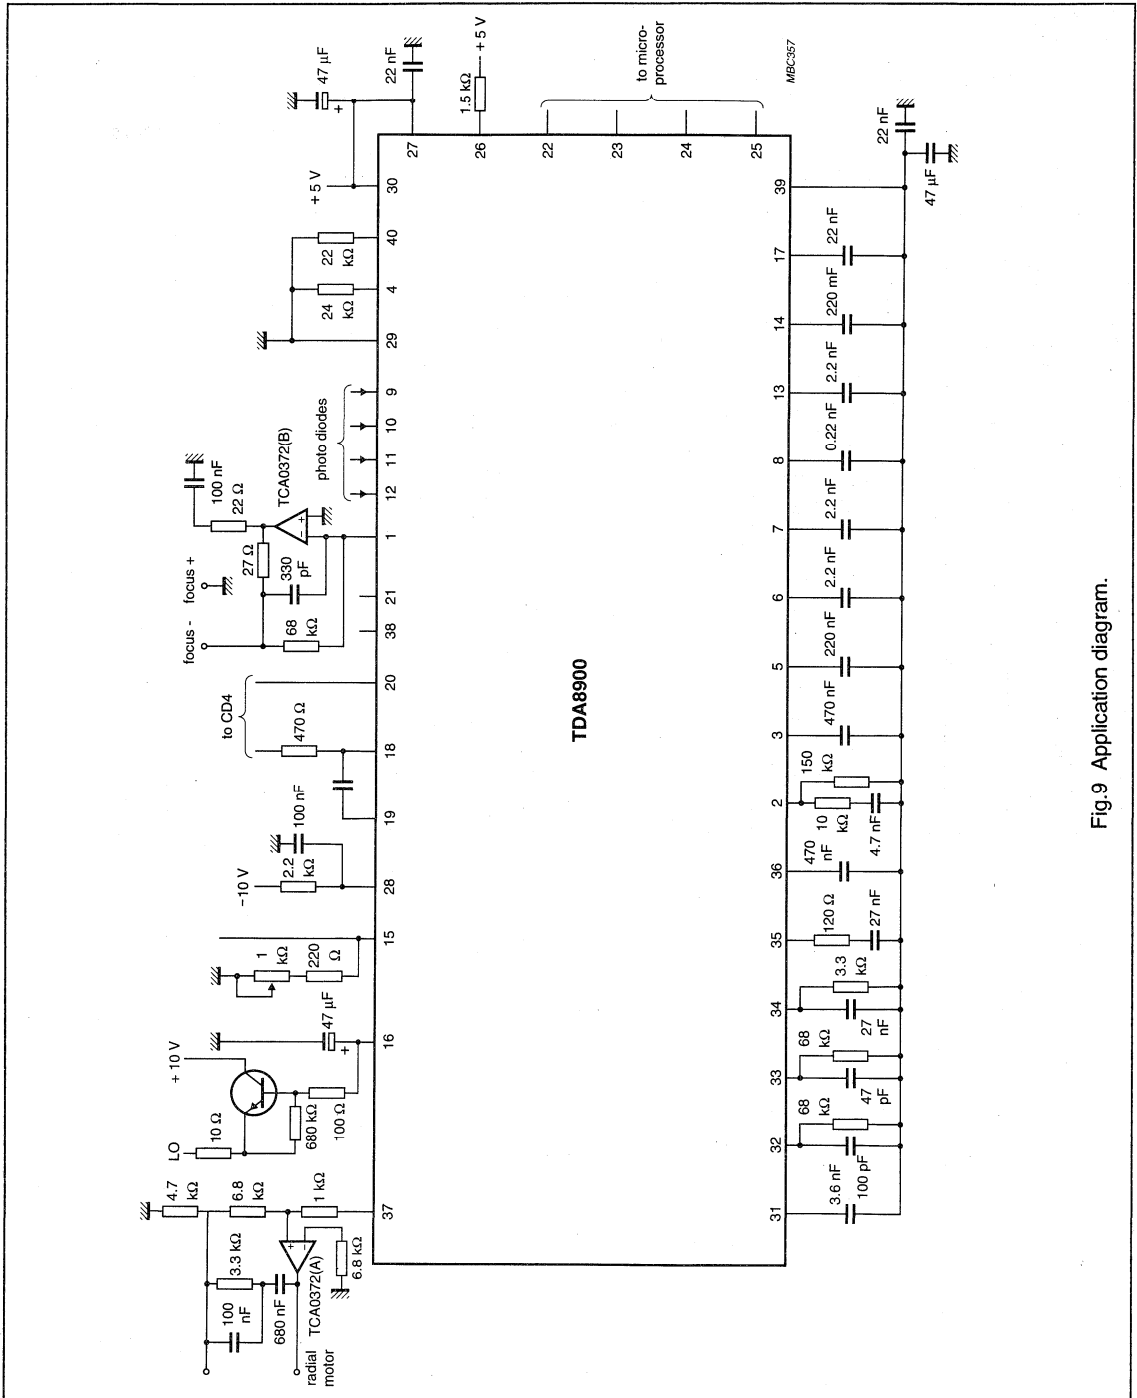 + 5 V
47 µF
+
22 nF
1.5 kΩ
+ 5 V
to micro-
processor
MBC357
27
26
22
23
24
25
30
40
4
29
9
10
11
12
1
21
38
20
18
19
28
15
16
37
22
kΩ
24
kΩ
photo diodes
TCA0372(B)
+
−
100 nF
22 Ω
27 Ω
330
pF
68
kΩ
focus +
focus -
to CD4
470 Ω
100 nF
2.2
kΩ
−10 V
1
kΩ
220
Ω
47 µF
+
+ 10 V
LO
10 Ω
680 kΩ
100 Ω
4.7
kΩ
6.8
kΩ
1 kΩ
3.3 kΩ
100
nF
680 nF
TCA0372(A)
+
−
6.8 kΩ
radial
motor
TDA8900
39
17
14
13
8
7
6
5
3
2
36
35
34
33
32
31
22 nF
47 µF
22 nF
220 mF
2.2 nF
0.22 nF
2.2 nF
2.2 nF
220 nF
470 nF
150
kΩ
10
kΩ
4.7 nF
470
nF
120 Ω
27 nF
3.3
kΩ
27
nF
68
kΩ
47
pF
68
kΩ
100 pF
3.6 nF
Fig.9 Application diagram.